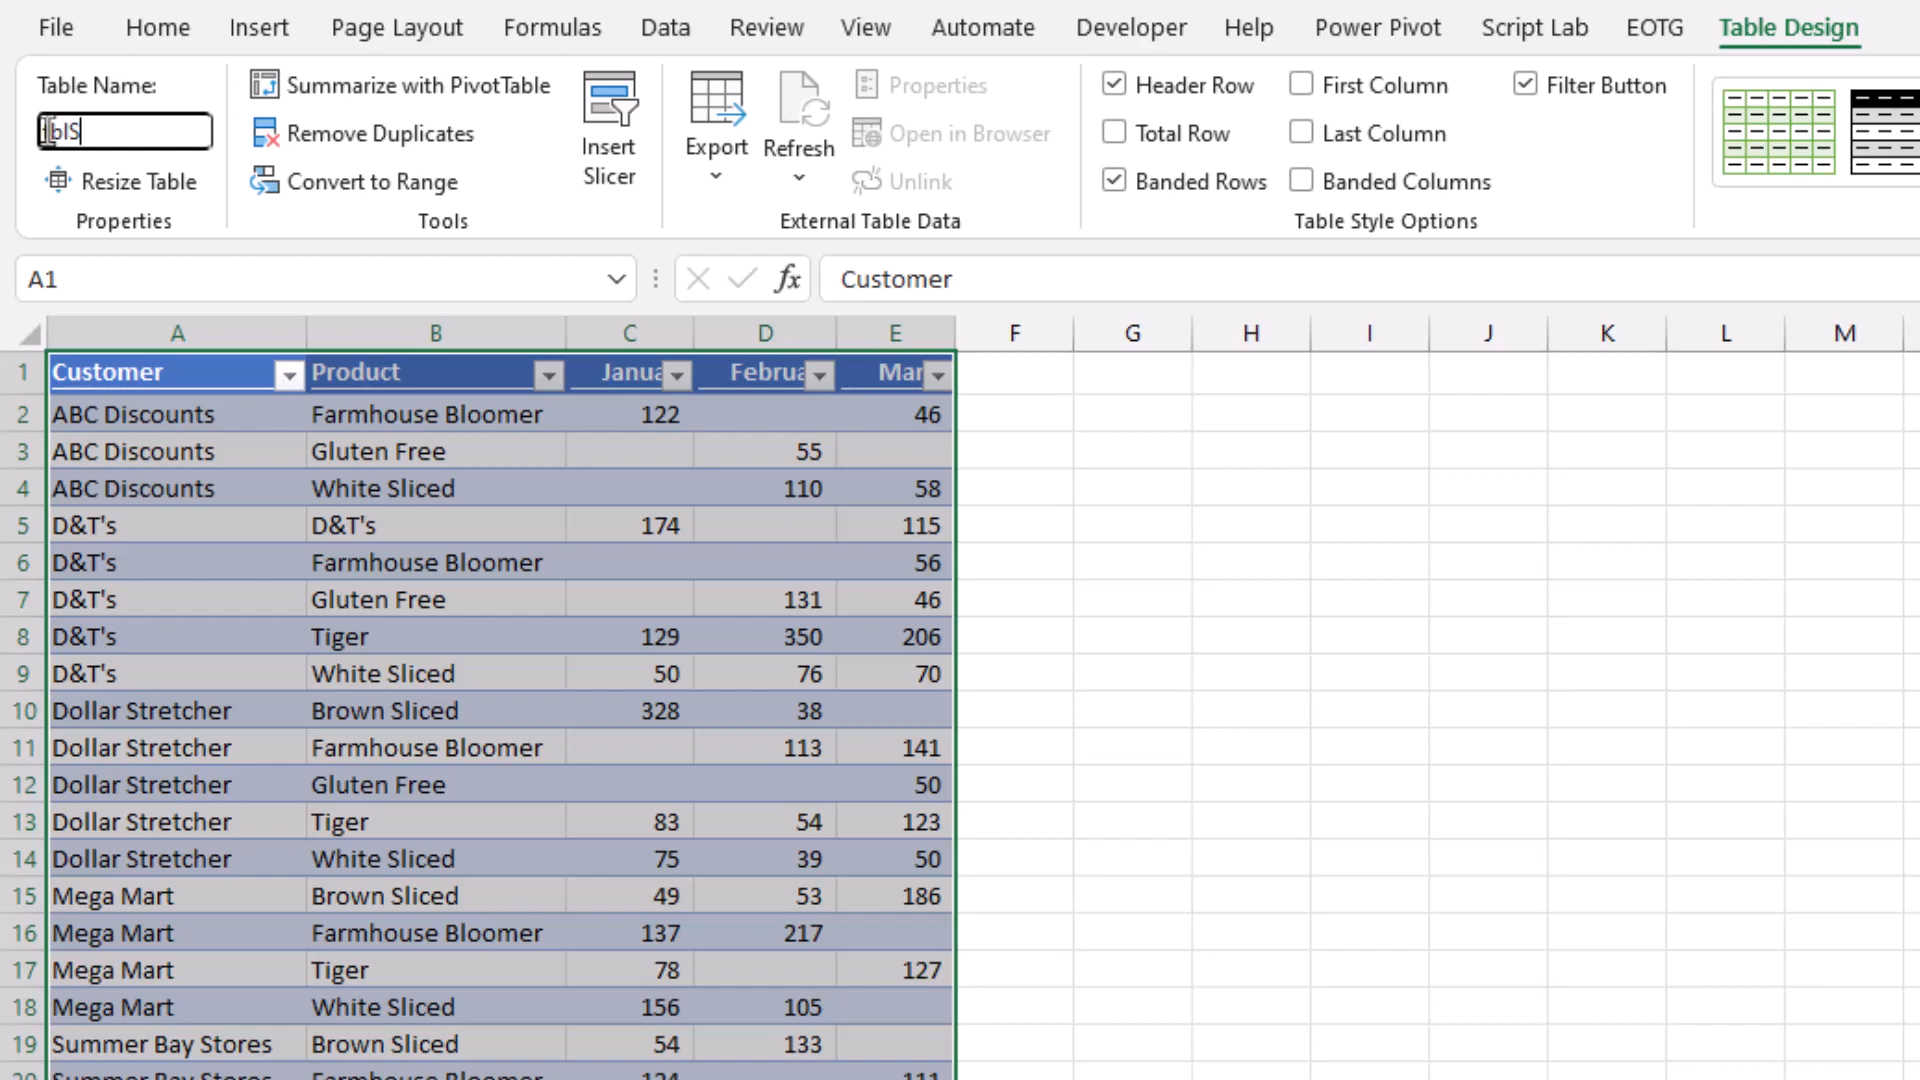 File Home Insert Page Layout Formulas Data Review View Automate Developer Help Power Pivot Script Lab EOTG Table Design
Table Name:
Resize Table
Properties
Summarize with PivotTable
Remove Duplicates
Convert to Range
Tools
Insert
Slicer
Export
Refresh
Properties
Open in Browser
Unlink
External Table Data
Header Row
Total Row
Banded Rows
First Column
Last Column
Banded Columns
Filter Button
Table Style Options
A1 fx Customer
A B C D E F G H I J K L M
1 Customer Product Janua Februa Mar
2 ABC Discounts Farmhouse Bloomer 122 46
3 ABC Discounts Gluten Free 55
4 ABC Discounts White Sliced 110 58
5 D&T's D&T's 174 115
6 D&T's Farmhouse Bloomer 56
7 D&T's Gluten Free 131 46
8 D&T's Tiger 129 350 206
9 D&T's White Sliced 50 76 70
10 Dollar Stretcher Brown Sliced 328 38
11 Dollar Stretcher Farmhouse Bloomer 113 141
12 Dollar Stretcher Gluten Free 50
13 Dollar Stretcher Tiger 83 54 123
14 Dollar Stretcher White Sliced 75 39 50
15 Mega Mart Brown Sliced 49 53 186
16 Mega Mart Farmhouse Bloomer 137 217
17 Mega Mart Tiger 78 127
18 Mega Mart White Sliced 156 105
19 Summer Bay Stores Brown Sliced 54 133